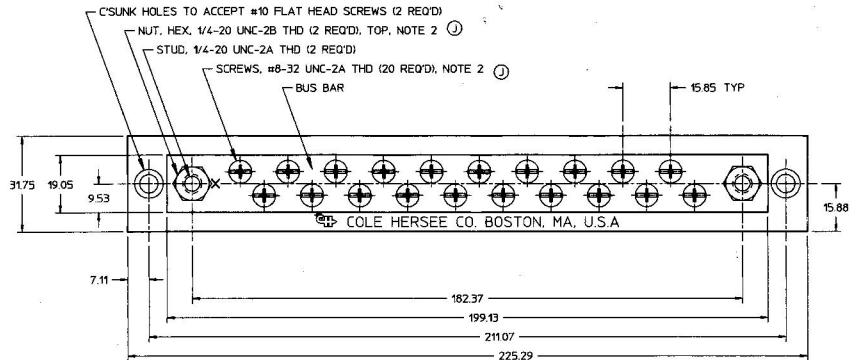 C'SUNK HOLES TO ACCEPT #10 FLAT HEAD SCREWS (2 REQ'D)
NUT, HEX, 1/4-20 UNC-2B THD (2 REQ'D), TOP, NOTE 2 Ⓙ
STUD, 1/4-20 UNC-2A THD (2 REQ'D)
SCREWS, #8-32 UNC-2A THD (20 REQ'D), NOTE 2 Ⓙ
BUS BAR
15.85 TYP
31.75
19.05
9.53
15.88
CH COLE HERSEE CO. BOSTON, MA, U.S.A
7.11
182.37
199.13
211.07
225.29